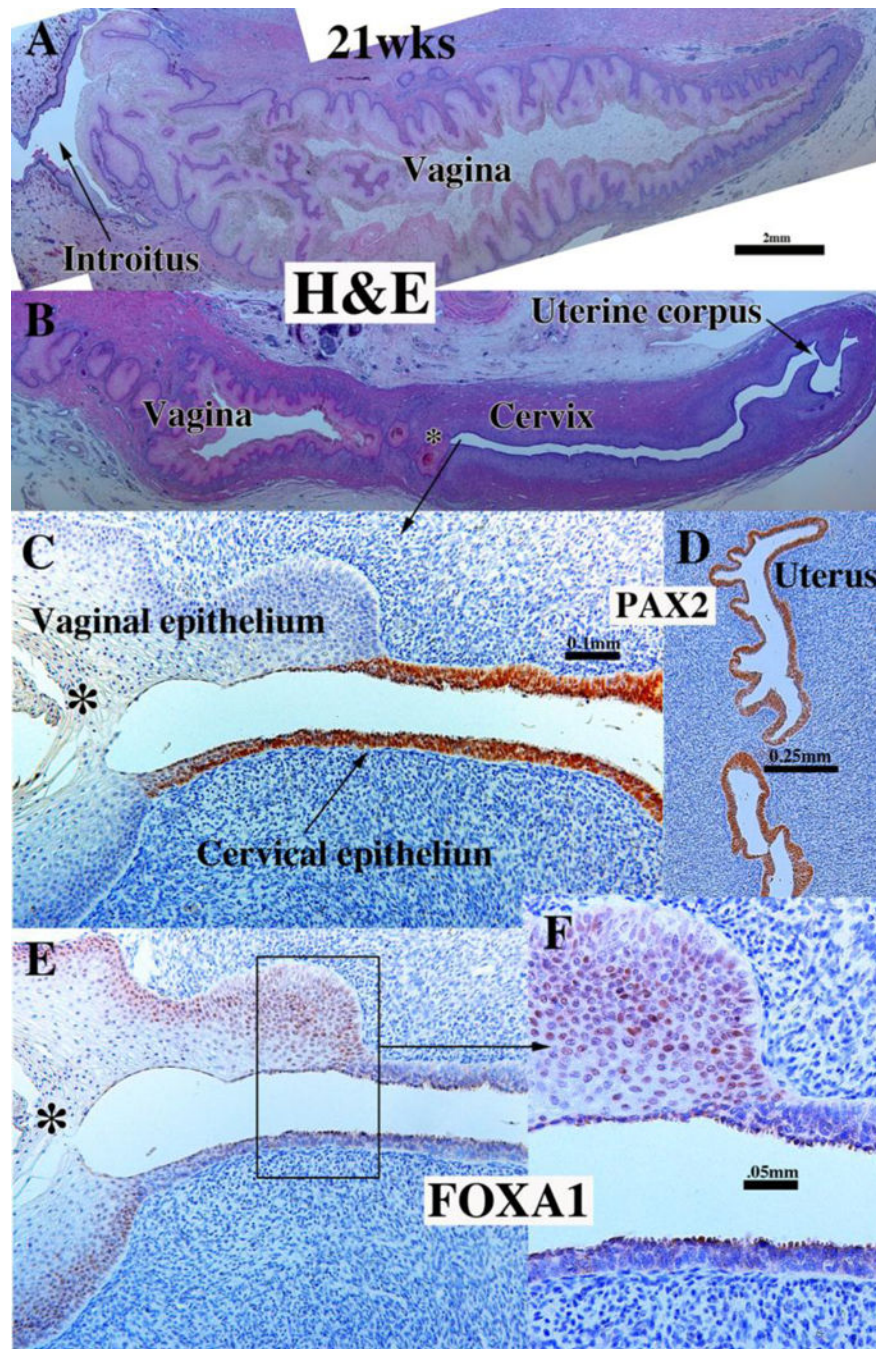 A
21wks
Vagina
Introitus
2mm
H&E
B
Uterine corpus
Vagina
*
Cervix
C
D
Uterus
PAX2
Vaginal epithelium
0.1mm
*
0.25mm
Cervical epitheliun
E
F
*
.05mm
FOXA1